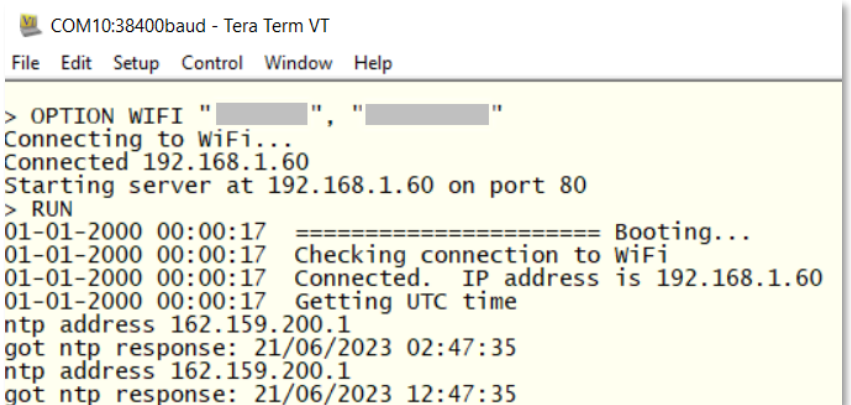 COM10:38400baud - Tera Term VT
File Edit Setup Control Window Help
> OPTION WIFI "", ""
Connecting to WiFi...
Connected 192.168.1.60
Starting server at 192.168.1.60 on port 80
> RUN
01-01-2000 00:00:17  ====================== Booting...
01-01-2000 00:00:17  Checking connection to WiFi
01-01-2000 00:00:17  Connected.  IP address is 192.168.1.60
01-01-2000 00:00:17  Getting UTC time
ntp address 162.159.200.1
got ntp response: 21/06/2023 02:47:35
ntp address 162.159.200.1
got ntp response: 21/06/2023 12:47:35